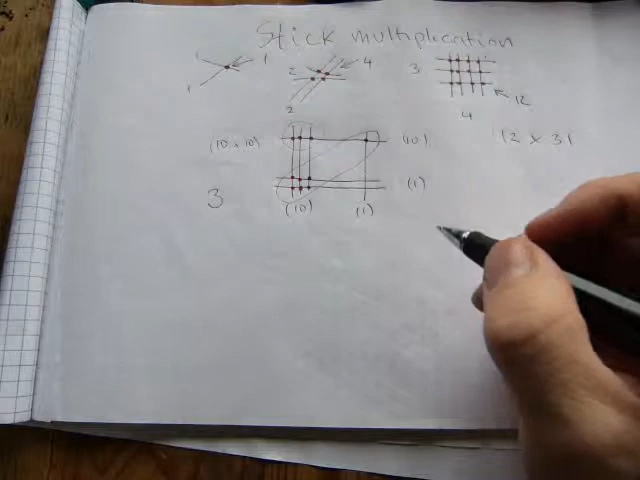 Stick multiplication
1 1 2 4 3
1 12
2 4
(10 x 10) (10) 12 x 31
3 (1)
(10) (1)